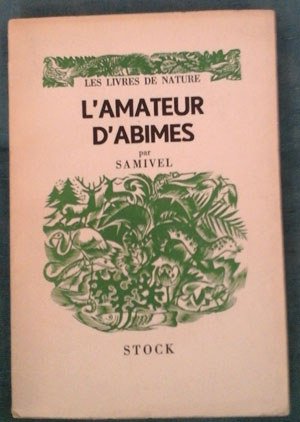 LES LIVRES DE NATURE
L'AMATEUR
D'ABIMES
par
SAMIVEL
STOCK